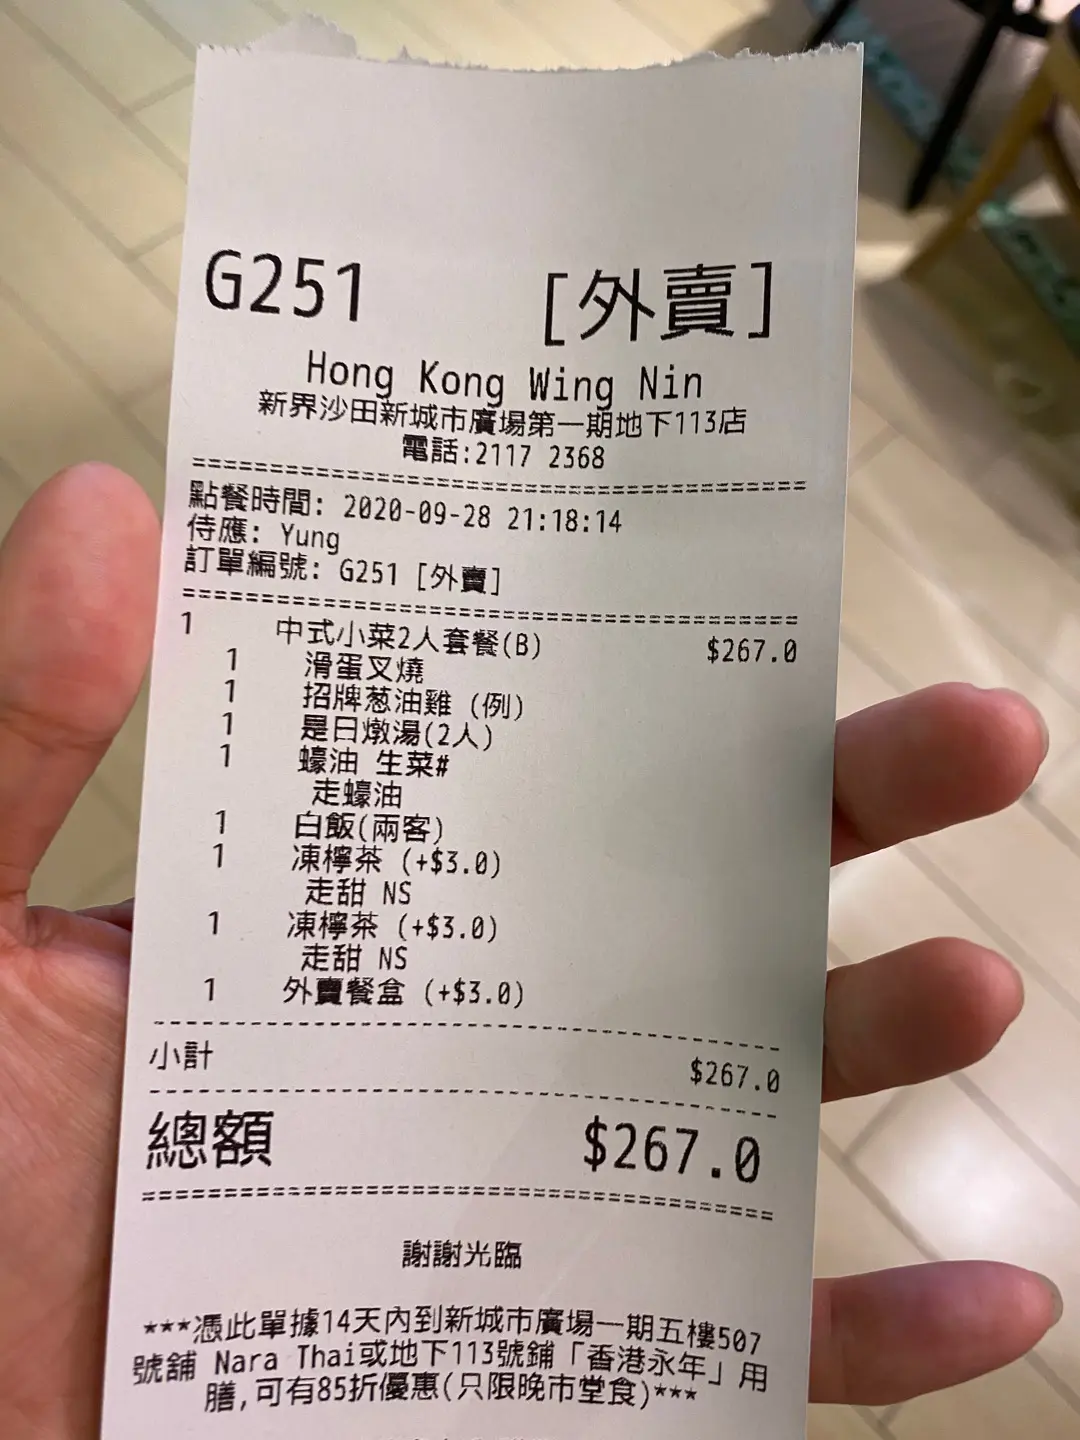 G251 [外賣]
Hong Kong Wing Nin
新界沙田新城市廣場第一期地下113店
電話:2117 2368
點餐時間: 2020-09-28 21:18:14
侍應: Yung
訂單編號: G251 [外賣]
1 中式小菜2人套餐(B) $267.0
1 滑蛋叉燒
1 招牌葱油雞 (例)
1 是日燉湯(2人)
1 蠔油 生菜#
走蠔油
1 白飯(兩客)
1 凍檸茶 (+$3.0)
走甜 NS
1 凍檸茶 (+$3.0)
走甜 NS
1 外賣餐盒 (+$3.0)
小計 $267.0
總額 $267.0
謝謝光臨
***憑此單據14天內到新城市廣場一期五樓507
號舖 Nara Thai或地下113號鋪「香港永年」用
膳,可有85折優惠(只限晚市堂食)***